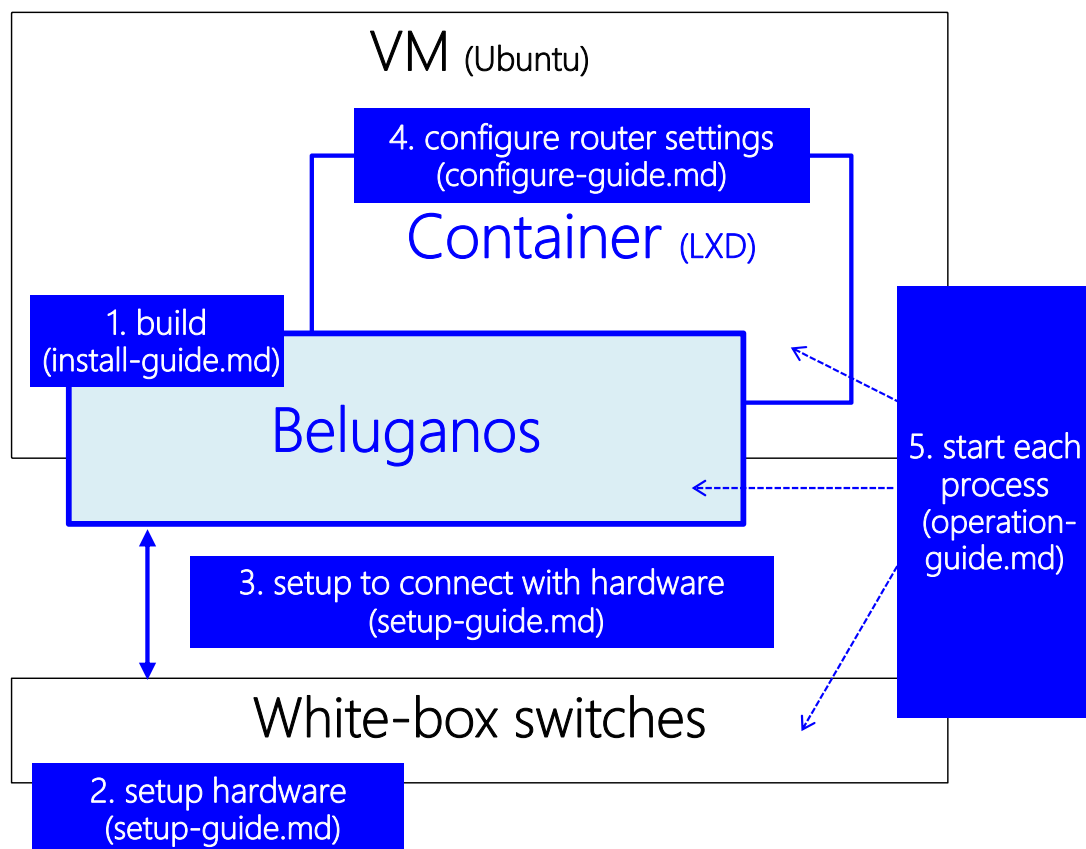 VM (Ubuntu)
4. configure router settings
(configure-guide.md)
Container (LXD)
1. build
(install-guide.md)
Beluganos
5. start each
process
(operation-
guide.md)
3. setup to connect with hardware
(setup-guide.md)
White-box switches
2. setup hardware
(setup-guide.md)